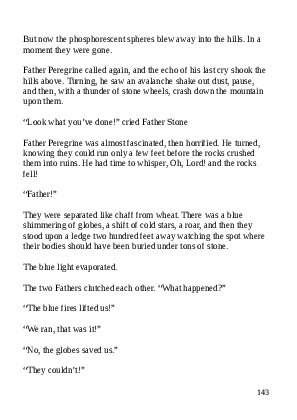 But now the phosphorescent spheres blew away into the hills. In a
moment they were gone.
Father Peregrine called again, and the echo of his last cry shook the
hills above. Turning, he saw an avalanche shake out dust, pause,
and then, with a thunder of stone wheels, crash down the mountain
upon them.
“Look what you’ve done!” cried Father Stone
Father Peregrine was almost fascinated, then horrified. He turned,
knowing they could run only a few feet before the rocks crushed
them into ruins. He had time to whisper, Oh, Lord! and the rocks
fell!
“Father!”
They were separated like chaff from wheat. There was a blue
shimmering of globes, a shift of cold stars, a roar, and then they
stood upon a ledge two hundred feet away watching the spot where
their bodies should have been buried under tons of stone.
The blue light evaporated.
The two Fathers clutched each other. “What happened?”
“The blue fires lifted us!”
“We ran, that was it!”
“No, the globes saved us.”
“They couldn’t!”
143